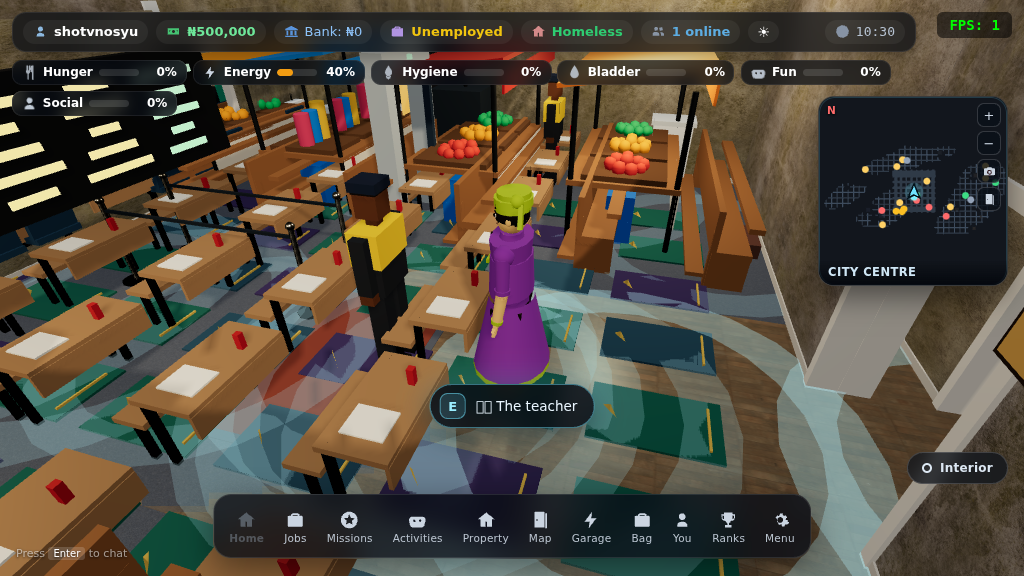 shotvnosyu
₦500,000
Bank: ₦0
Unemployed
Homeless
1 online
10:30
FPS: 1
Hunger 0%
Energy 40%
Hygiene 0%
Bladder 0%
Fun 0%
Social 0%
N
+
−
CITY CENTRE
E The teacher
Interior
Home
Jobs
Missions
Activities
Property
Map
Garage
Bag
You
Ranks
Menu
Press Enter to chat